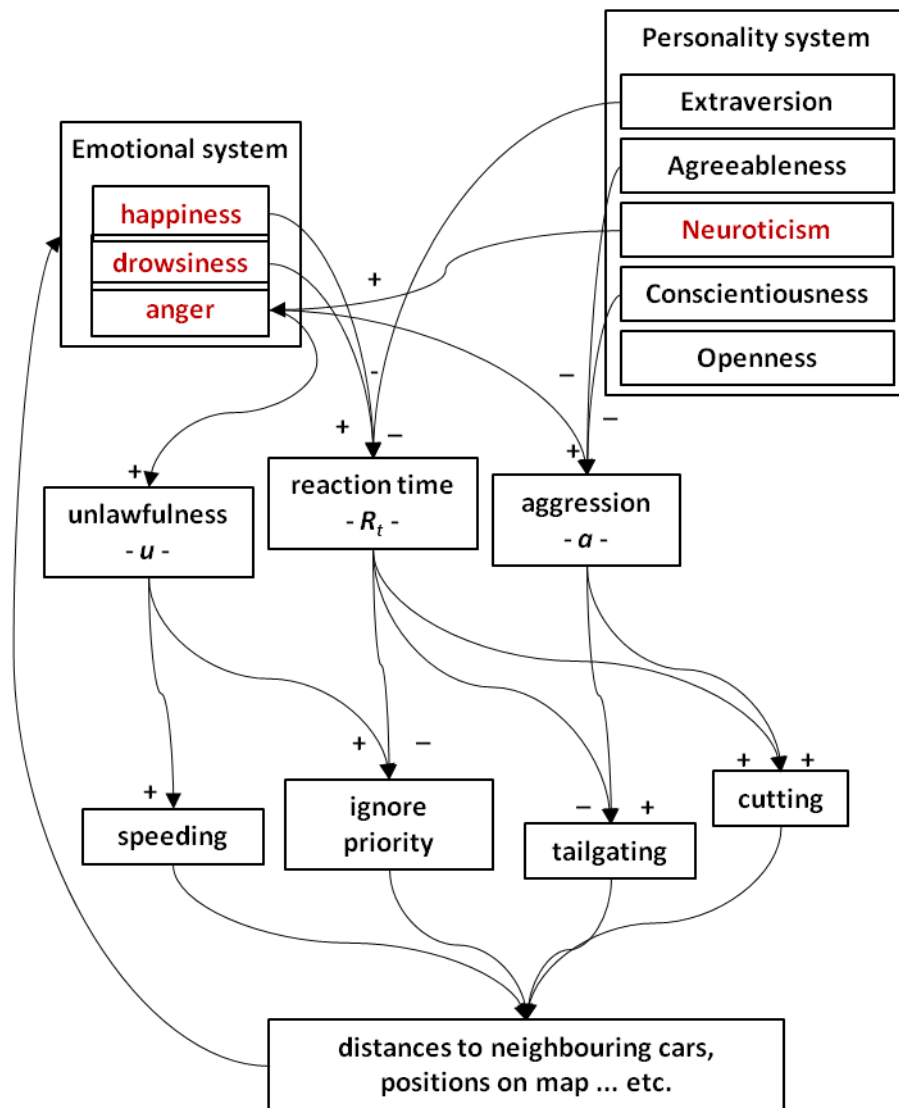 Personality system
Extraversion
Agreeableness
Neuroticism
Conscientiousness
Openness
Emotional system
happiness
drowsiness
anger
+
-
–
–
+
–
+
+
reaction time
- Rt -
unlawfulness
- u -
aggression
- a -
+
–
+
+
+
–
+
speeding
ignore
priority
tailgating
cutting
distances to neighbouring cars,
positions on map ... etc.